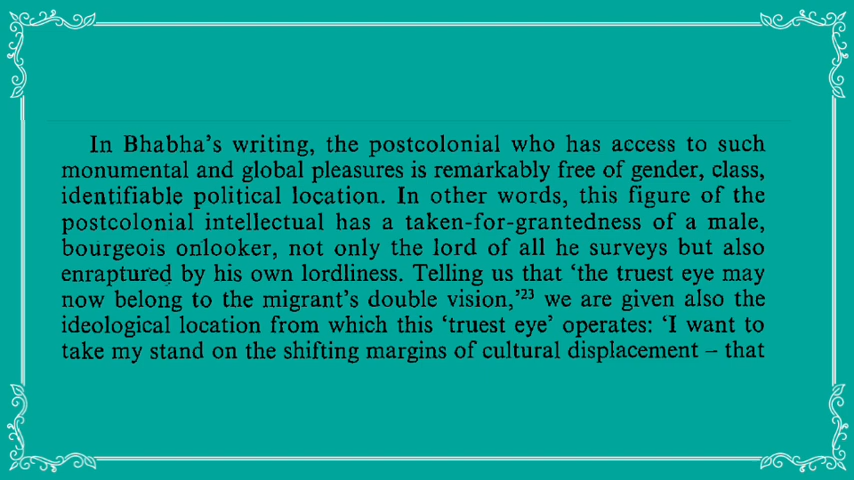 In Bhabha’s writing, the postcolonial who has access to such
monumental and global pleasures is remarkably free of gender, class,
identifiable political location. In other words, this figure of the
postcolonial intellectual has a taken-for-grantedness of a male,
bourgeois onlooker, not only the lord of all he surveys but also
enraptured by his own lordliness. Telling us that ‘the truest eye may
now belong to the migrant’s double vision,’²³ we are given also the
ideological location from which this ‘truest eye’ operates: ‘I want to
take my stand on the shifting margins of cultural displacement – that